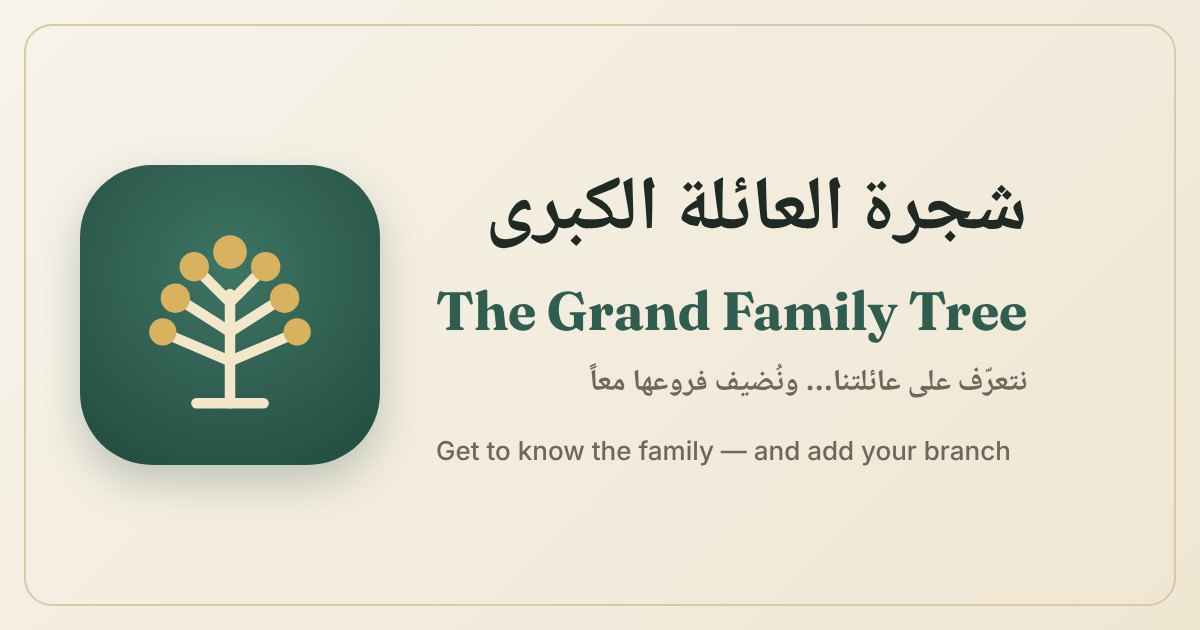 شجرة العائلة الكبرى
The Grand Family Tree
نتعرّف على عائلتنا... ونُضيف فروعها معاً
Get to know the family — and add your branch